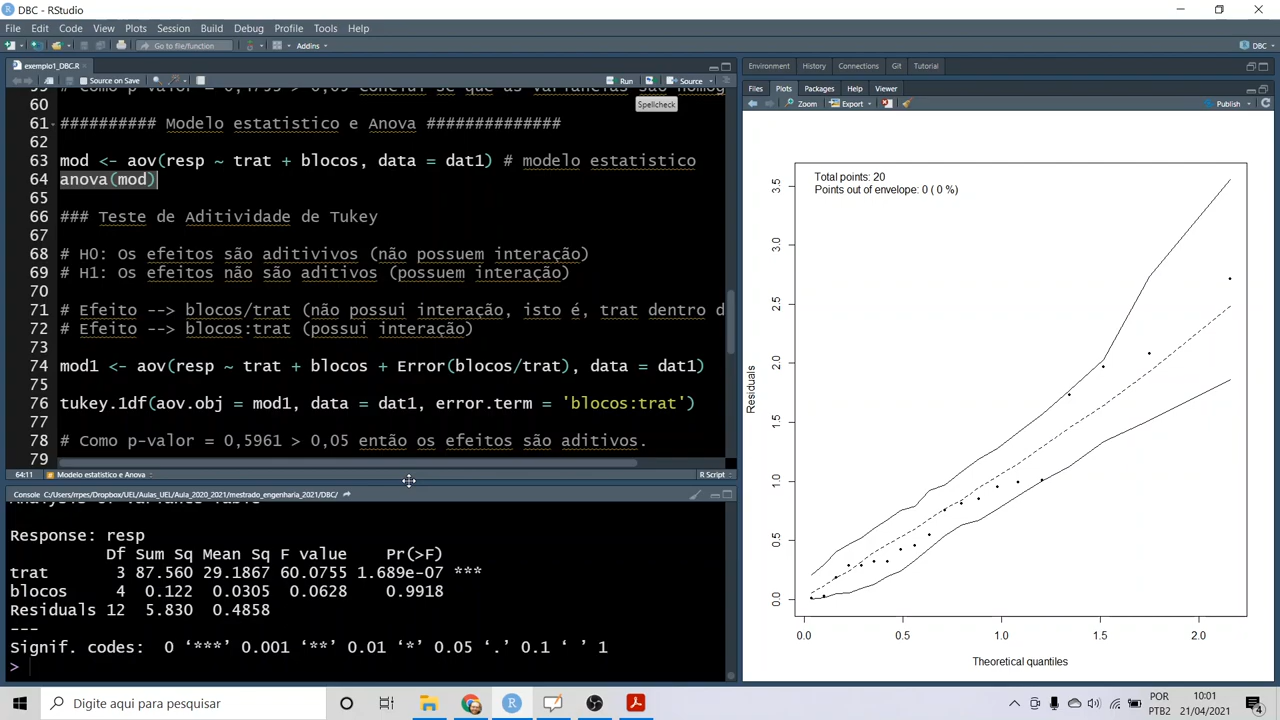 DBC - RStudio
File Edit Code View Plots Session Build Debug Profile Tools Help
Go to file/function Addins DBC
exemplo1_DBC.R
Source on Save Run Source
60
Spellcheck
61 ########## Modelo estatistico e Anova ##############
62
63 mod <- aov(resp ~ trat + blocos, data = dat1) # modelo estatistico
64 anova(mod)
65
66 ### Teste de Aditividade de Tukey
67
68 # H0: Os efeitos são aditivivos (não possuem interação)
69 # H1: Os efeitos não são aditivos (possuem interação)
70
71 # Efeito --> blocos/trat (não possui interação, isto é, trat dentro d
72 # Efeito --> blocos:trat (possui interação)
73
74 mod1 <- aov(resp ~ trat + blocos + Error(blocos/trat), data = dat1)
75
76 tukey.1df(aov.obj = mod1, data = dat1, error.term = 'blocos:trat')
77
78 # Como p-valor = 0,5961 > 0,05 então os efeitos são aditivos.
79
64:11 Modelo estatistico e Anova R Script
Console C:/Users/rrpes/Dropbox/UEL/Aulas_UEL/Aula_2020_2021/mestrado_engenharia_2021/DBC/
Response: resp
Df Sum Sq Mean Sq F value Pr(>F)
trat 3 87.560 29.1867 60.0755 1.689e-07 ***
blocos 4 0.122 0.0305 0.0628 0.9918
Residuals 12 5.830 0.4858
---
Signif. codes: 0 ‘***’ 0.001 ‘**’ 0.01 ‘*’ 0.05 ‘.’ 0.1 ‘ ’ 1
>
Environment History Connections Git Tutorial
Files Plots Packages Help Viewer
Zoom Export Publish
Total points: 20
Points out of envelope: 0 ( 0 %)
3.5
3.0
2.5
2.0
1.5
1.0
0.5
0.0
Residuals
0.0 0.5 1.0 1.5 2.0
Theoretical quantiles
Digite aqui para pesquisar
POR
PTB2
10:01
21/04/2021
4